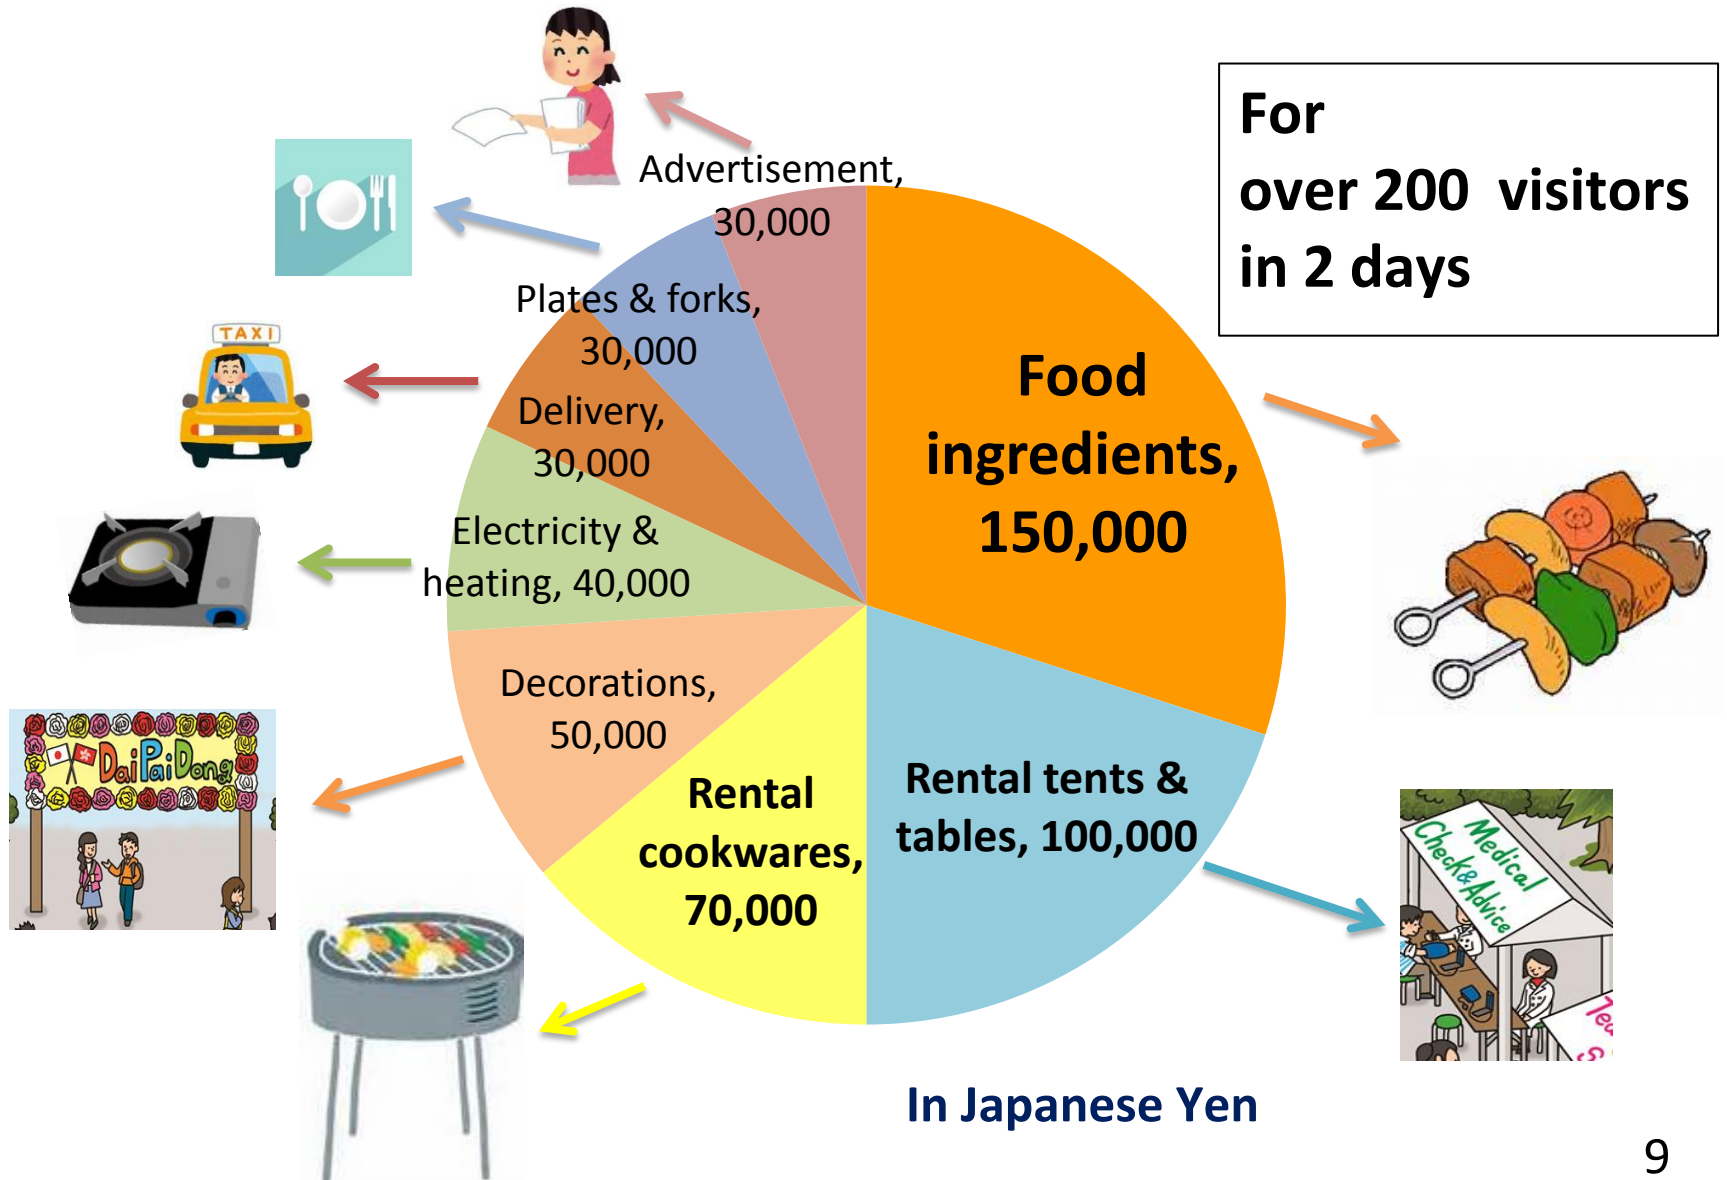 For
over 200 visitors
in 2 days
Advertisement,
30,000
Plates & forks,
30,000
TAXI
Delivery,
30,000
Food
ingredients,
150,000
Electricity &
heating, 40,000
Decorations,
50,000
DaiPaiDong
Rental
cookwares,
70,000
Rental tents &
tables, 100,000
Medical
Check&Advice
In Japanese Yen
9